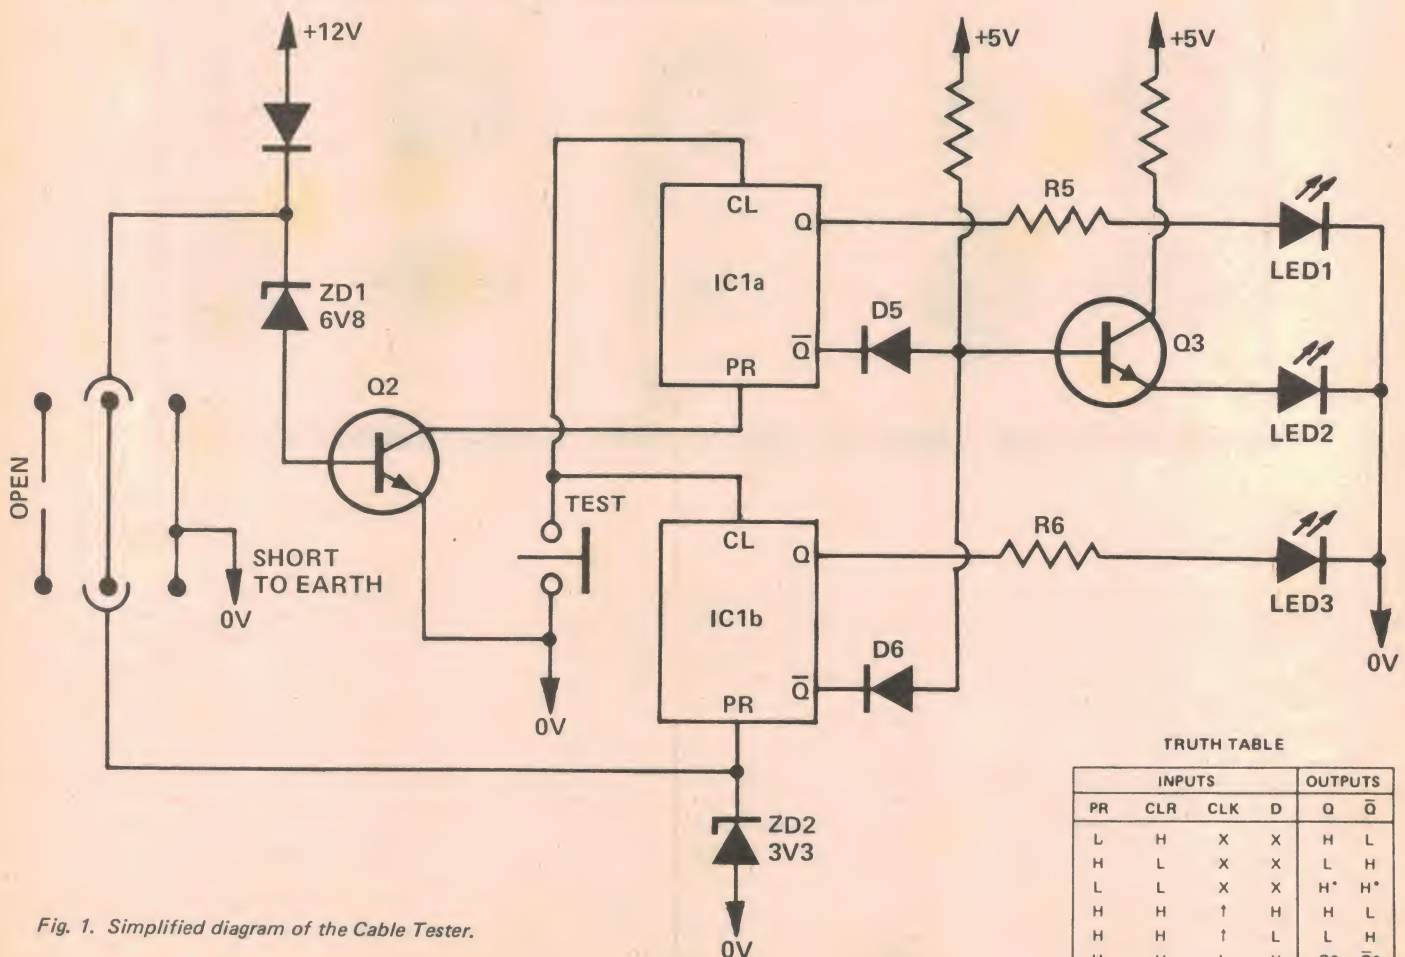 +12V
+5V
+5V
CL
Q
R5
LED1
ZD1
6V8
IC1a
D5
Q3
Q̅
PR
LED2
Q2
OPEN
TEST
SHORT
TO EARTH
0V
0V
CL
Q
R6
LED3
IC1b
D6
Q̅
PR
0V
ZD2
3V3
0V
TRUTH TABLE
INPUTS OUTPUTS
PR CLR CLK D Q Q̅
L H X X H L
H L X X L H
L L X X H* H*
H H ↑ H H L
H H ↑ L L H
Fig. 1. Simplified diagram of the Cable Tester.